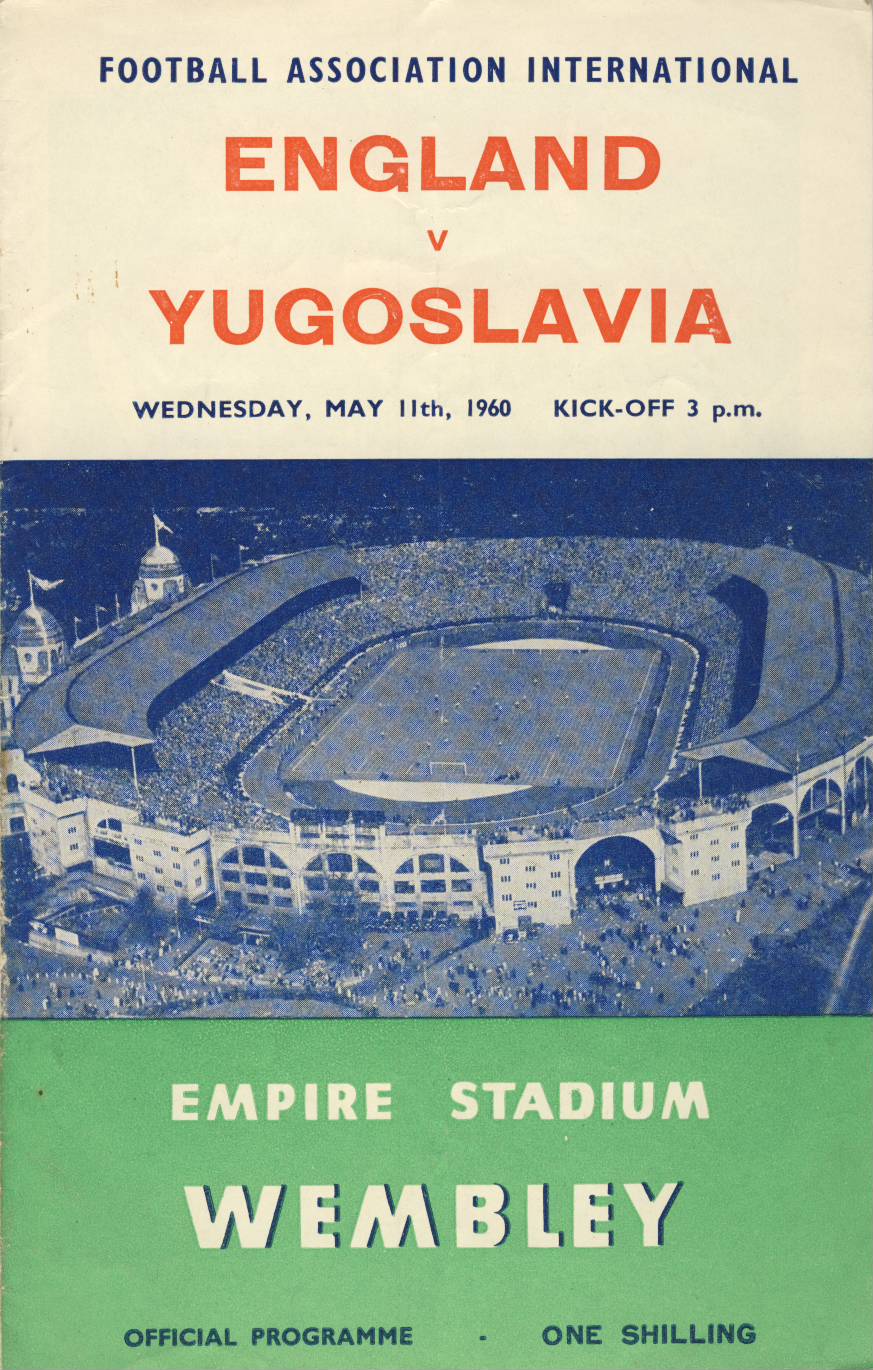 FOOTBALL ASSOCIATION INTERNATIONAL
ENGLAND
v
YUGOSLAVIA
WEDNESDAY, MAY 11th, 1960 KICK-OFF 3 p.m.
EMPIRE STADIUM
WEMBLEY
OFFICIAL PROGRAMME - ONE SHILLING